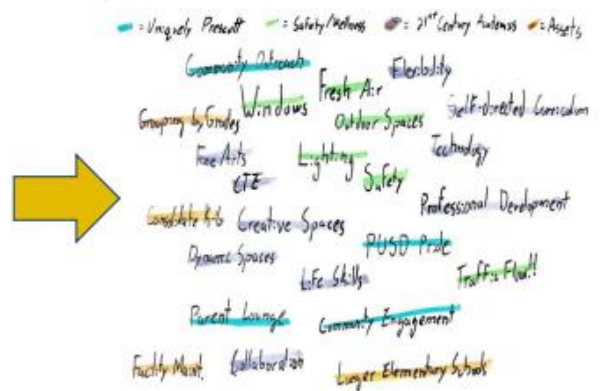 = Uniquely Prescott = Safety/Wellness = 21st Century Academics = Assets
Community Outreach Flexibility
Windows Fresh Air
Grouping by Grades Outdoor Spaces Self-directed Curriculum
Fine Arts Lighting Technology
CTE Safety
Consolidate K-6 Creative Spaces Professional Development
Dynamic Spaces PUSD Pride
Life Skills Traffic Flow!!
Parent Lounge Community Engagement
Facility Maint. Collaboration Larger Elementary Schools